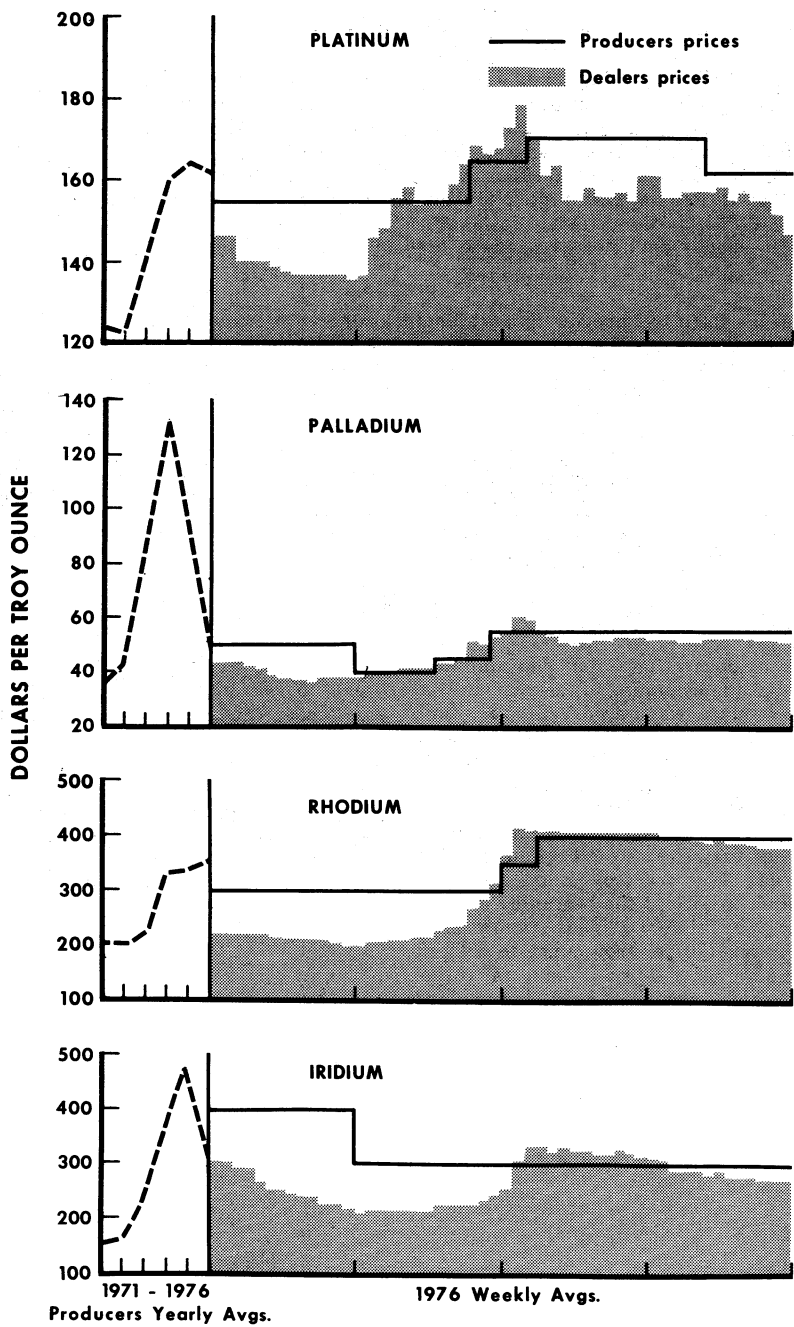 DOLLARS PER TROY OUNCE
PLATINUM
Producers prices
Dealers prices
200
180
160
140
120
PALLADIUM
140
120
100
80
60
40
20
RHODIUM
500
400
300
200
100
IRIDIUM
500
400
300
200
100
1971 - 1976
Producers Yearly Avgs.
1976 Weekly Avgs.